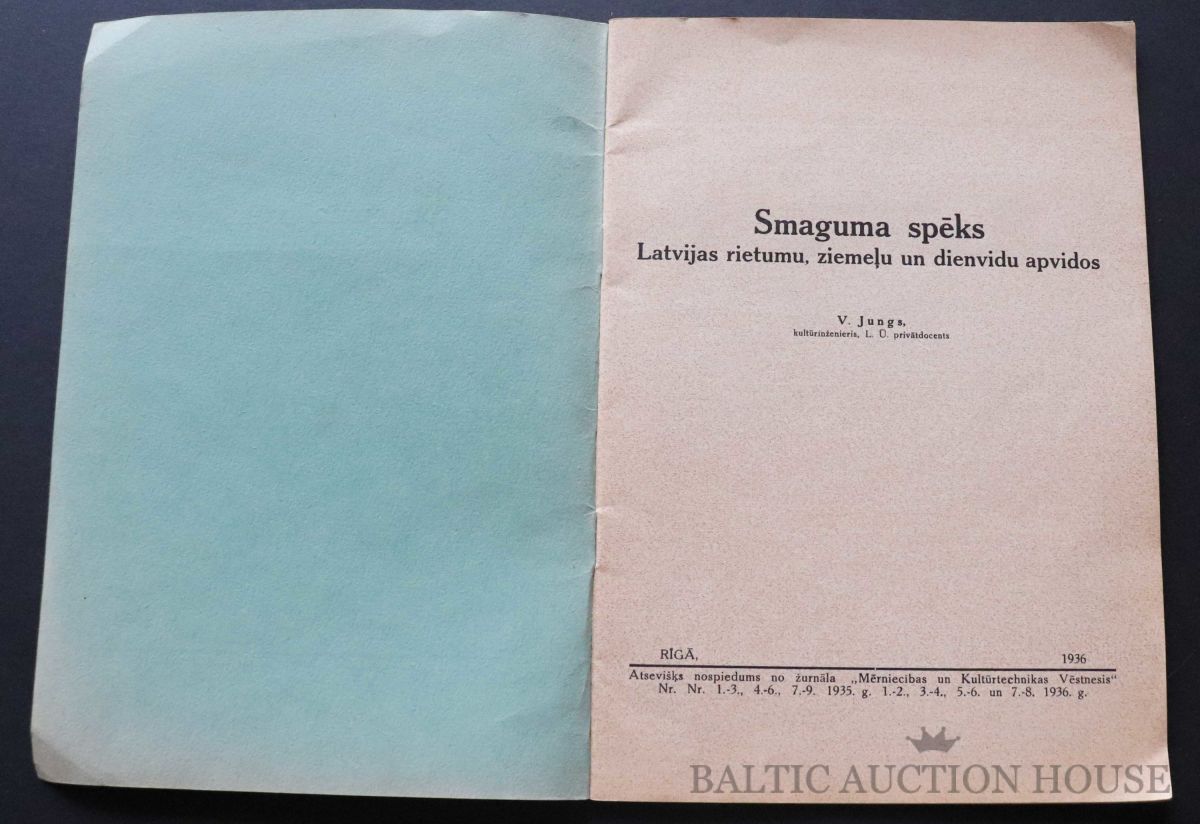 Smaguma spēks
Latvijas rietumu, ziemeļu un dienvidu apvidos
V. Jungs,
kultūrinženieris, L. Ū. privātdocents
RĪGĀ, 1936
Atsevišķs nospiedums no žurnāla „Mērniecibas un Kultūrtechnikas Vēstnesis“
Nr. Nr. 1.-3., 4.-6., 7.-9. 1935. g. 1.-2., 3.-4., 5.-6. un 7.-8. 1936. g.
BALTIC AUCTION HOUSE